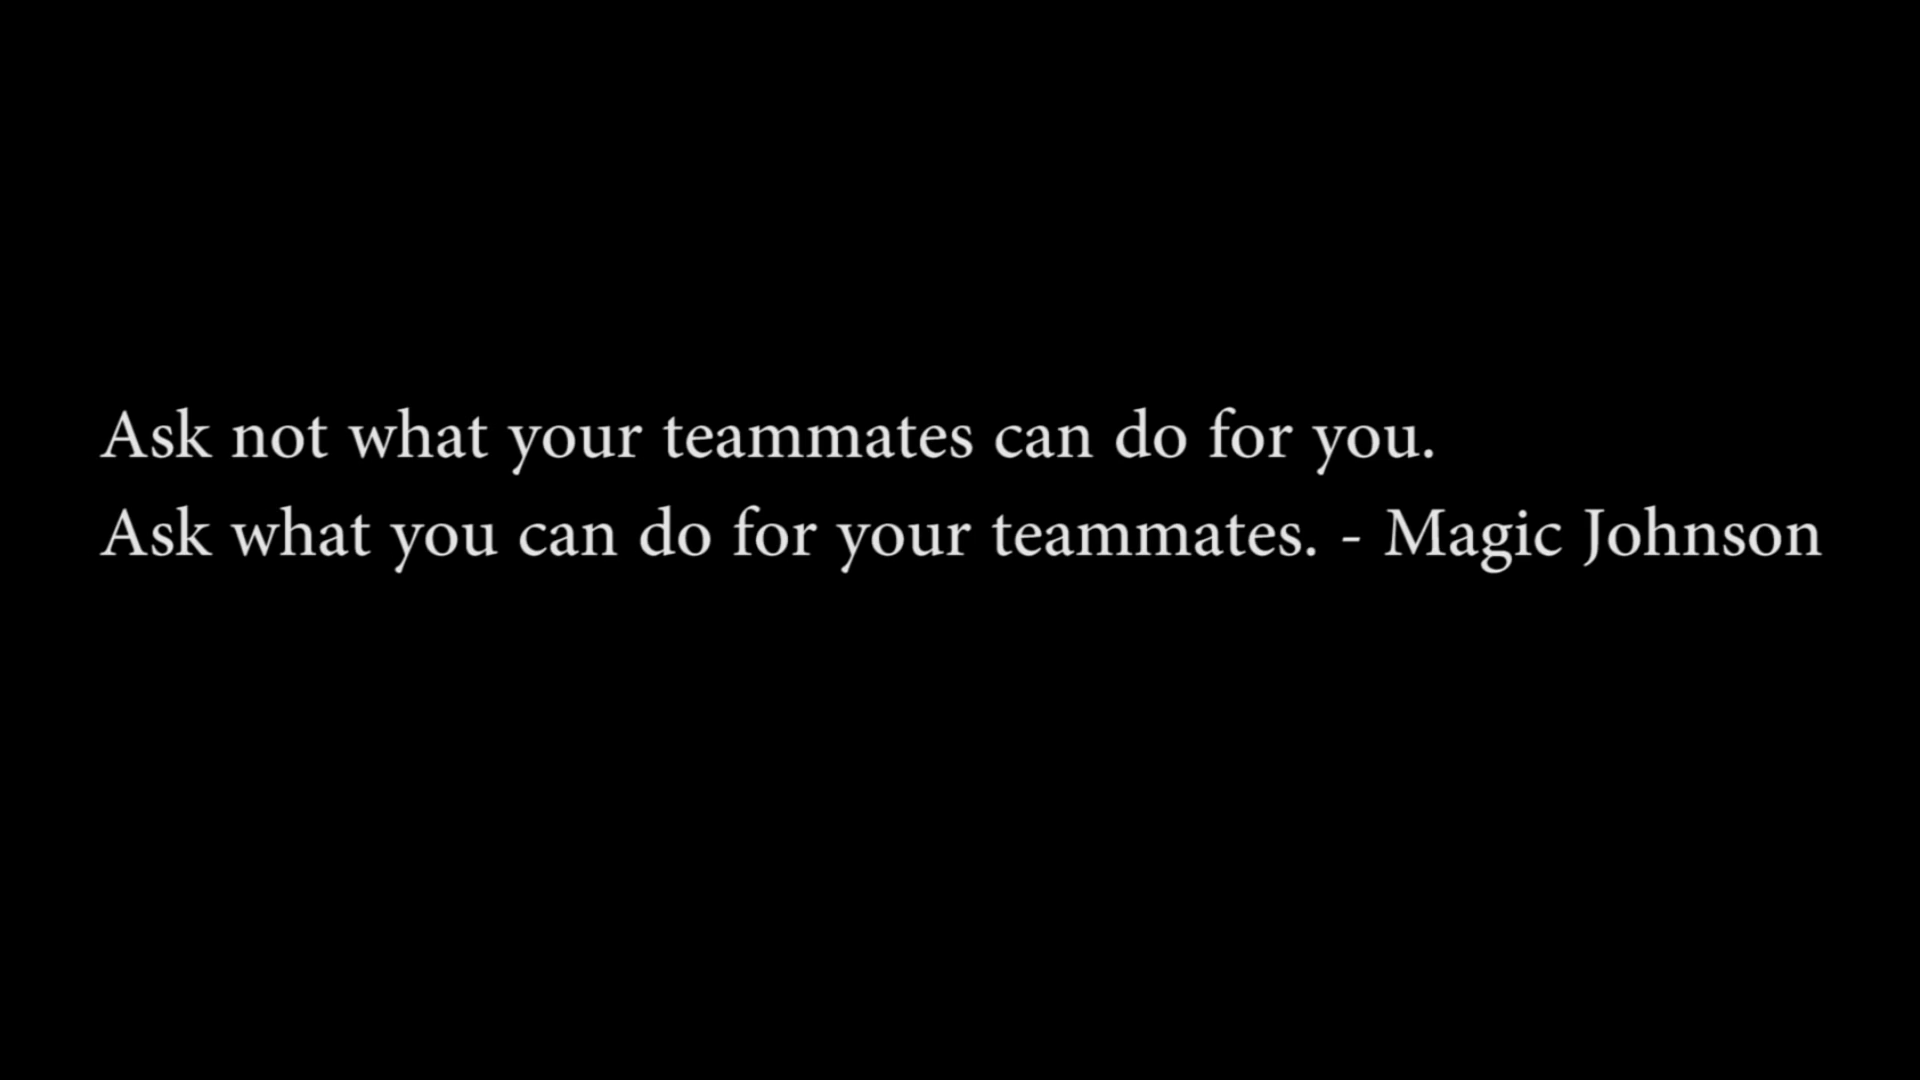 Ask not what your teammates can do for you.
Ask what you can do for your teammates. - Magic Johnson